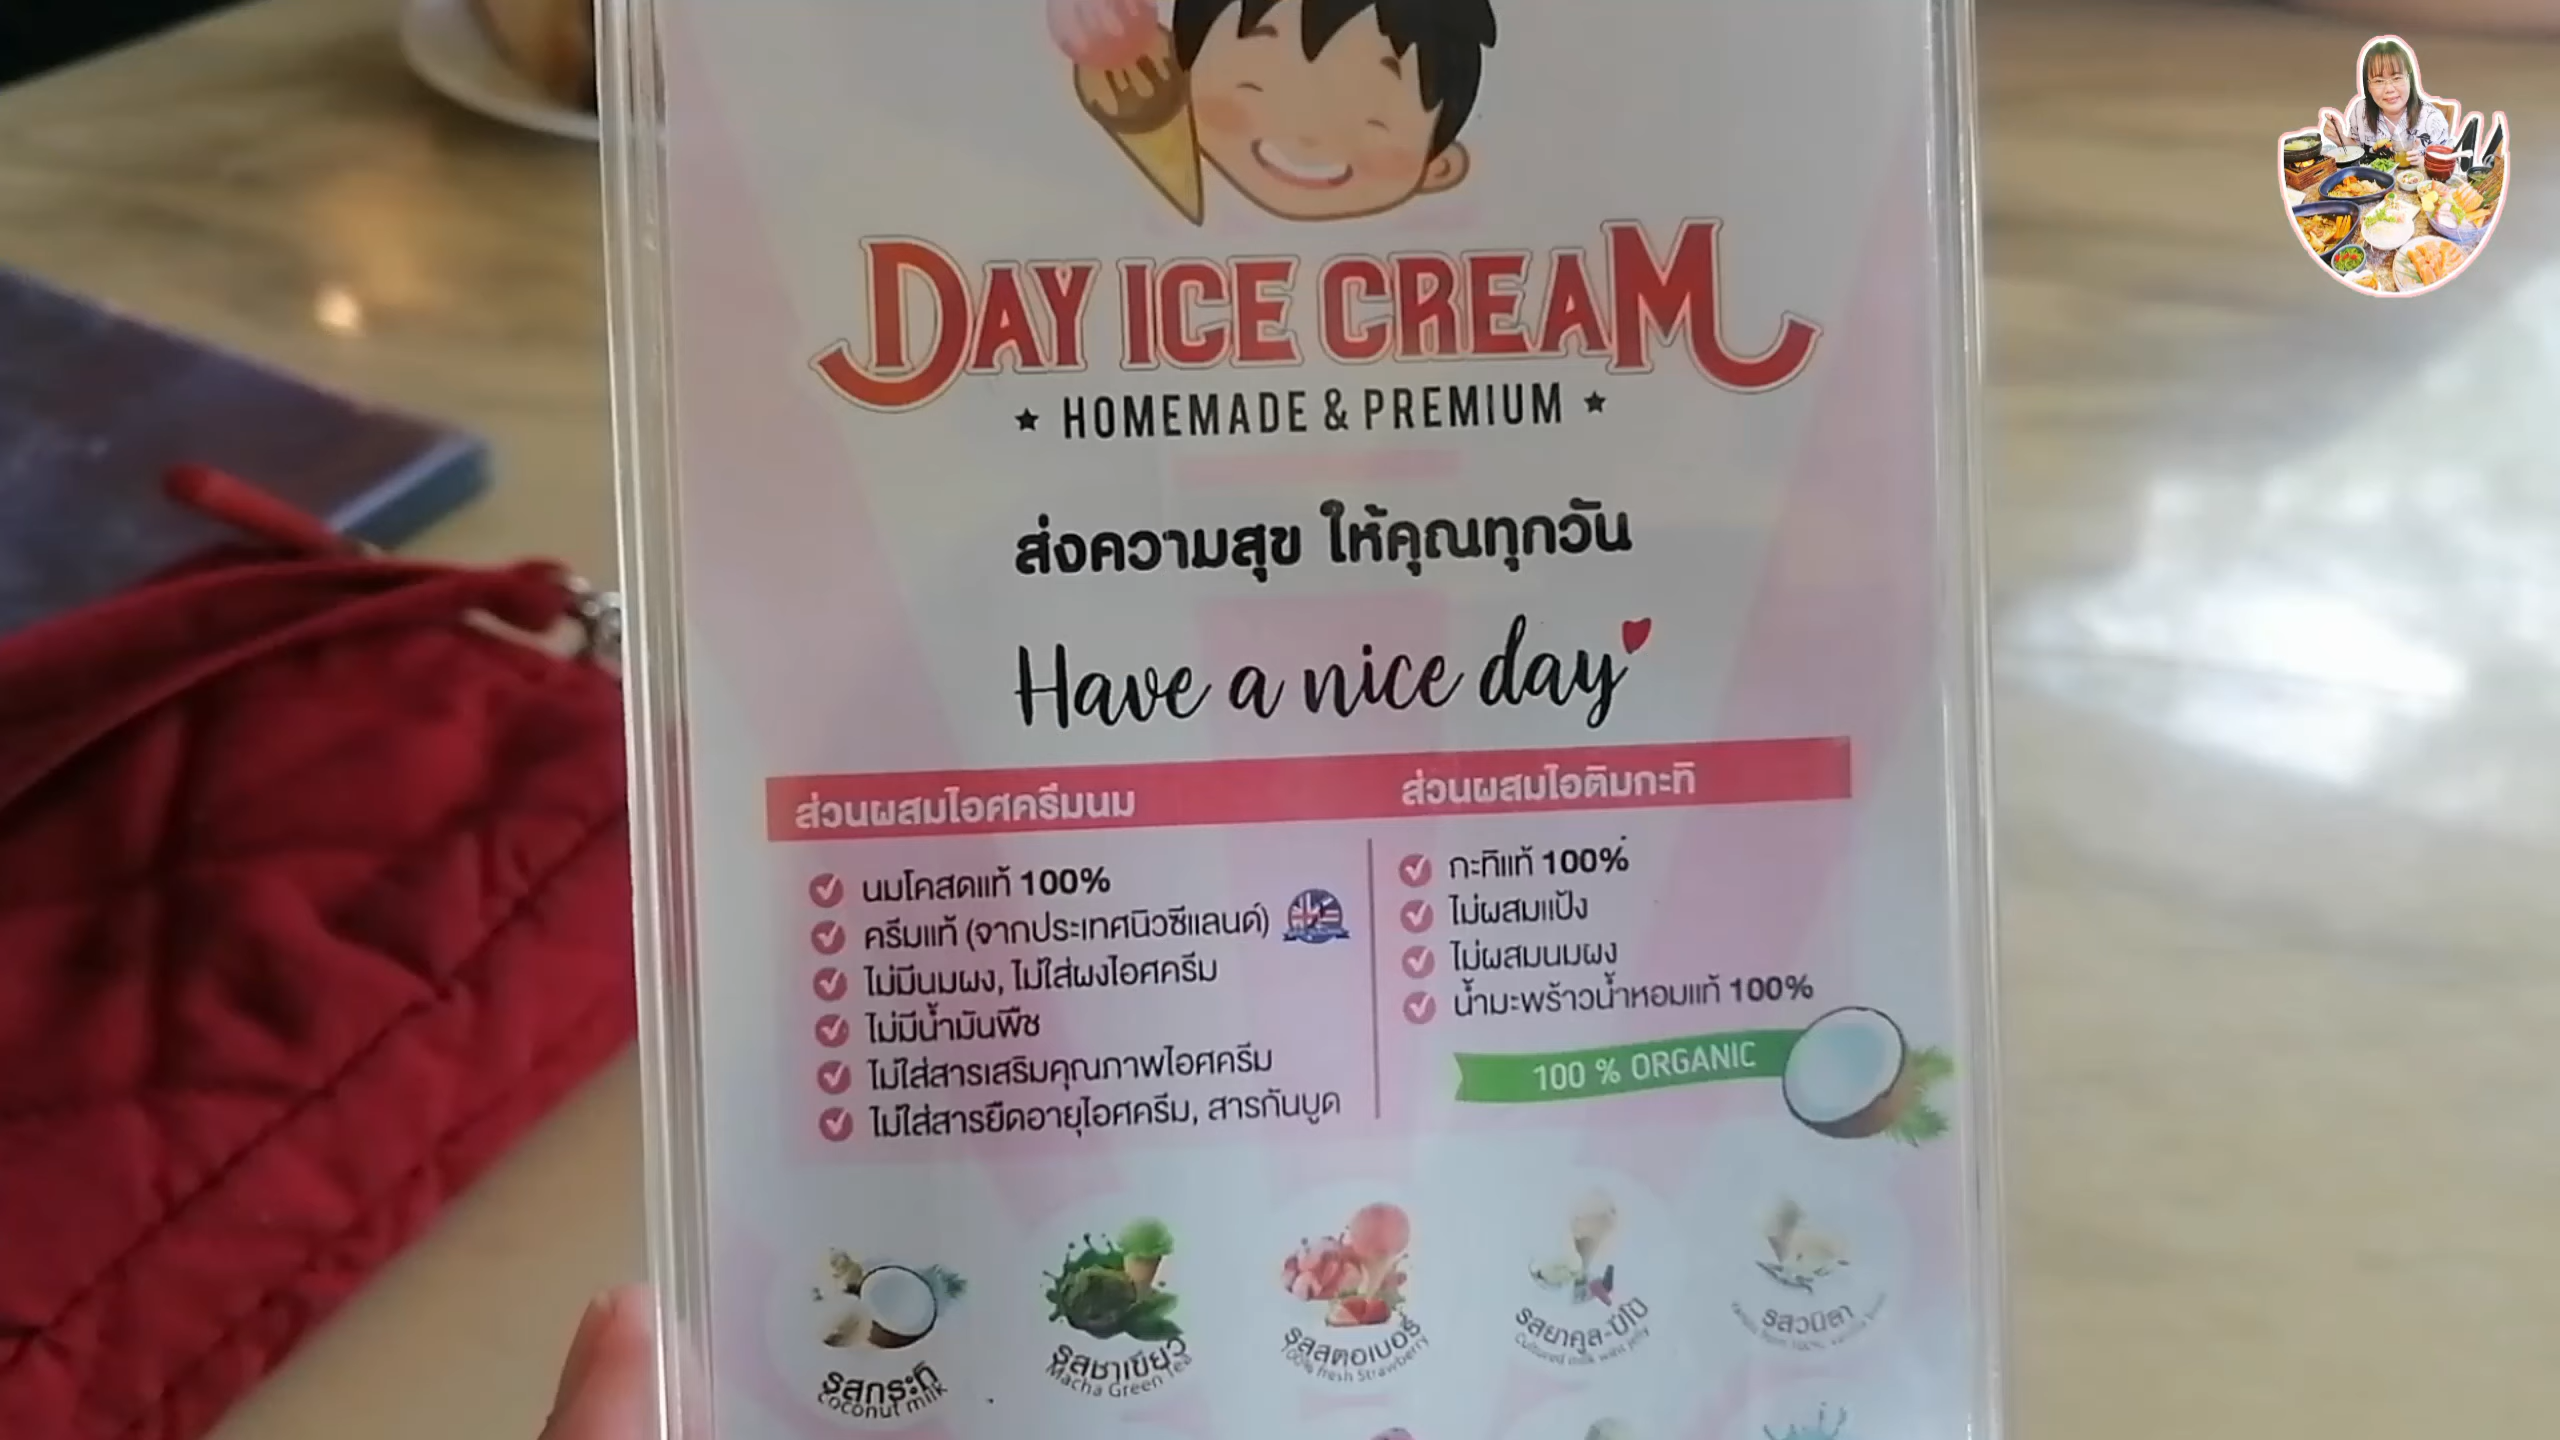 DAY ICE CREAM
★ HOMEMADE & PREMIUM ★
ส่งความสุข ให้คุณทุกวัน
Have a nice day
ส่วนผสมไอศครีมนม
นมโคสดแท้ 100%
ครีมแท้ (จากประเทศนิวซีแลนด์)
ไม่มีนมผง, ไม่ใส่ผงไอศครีม
ไม่มีน้ำมันพืช
ไม่ใส่สารเสริมคุณภาพไอศครีม
ไม่ใส่สารยืดอายุไอศครีม, สารกันบูด
ส่วนผสมไอติมกะทิ
กะทิแท้ 100%
ไม่ผสมแป้ง
ไม่ผสมนมผง
น้ำมะพร้าวน้ำหอมแท้ 100%
100 % ORGANIC
รสกระทิ
Coconut milk
รสชาเขียว
Macha Green Tea
รสสตอเบอรี่
100% fresh Strawberry
รสยาคูล-บีโป
Cultured milk with jelly
รสวนิลา